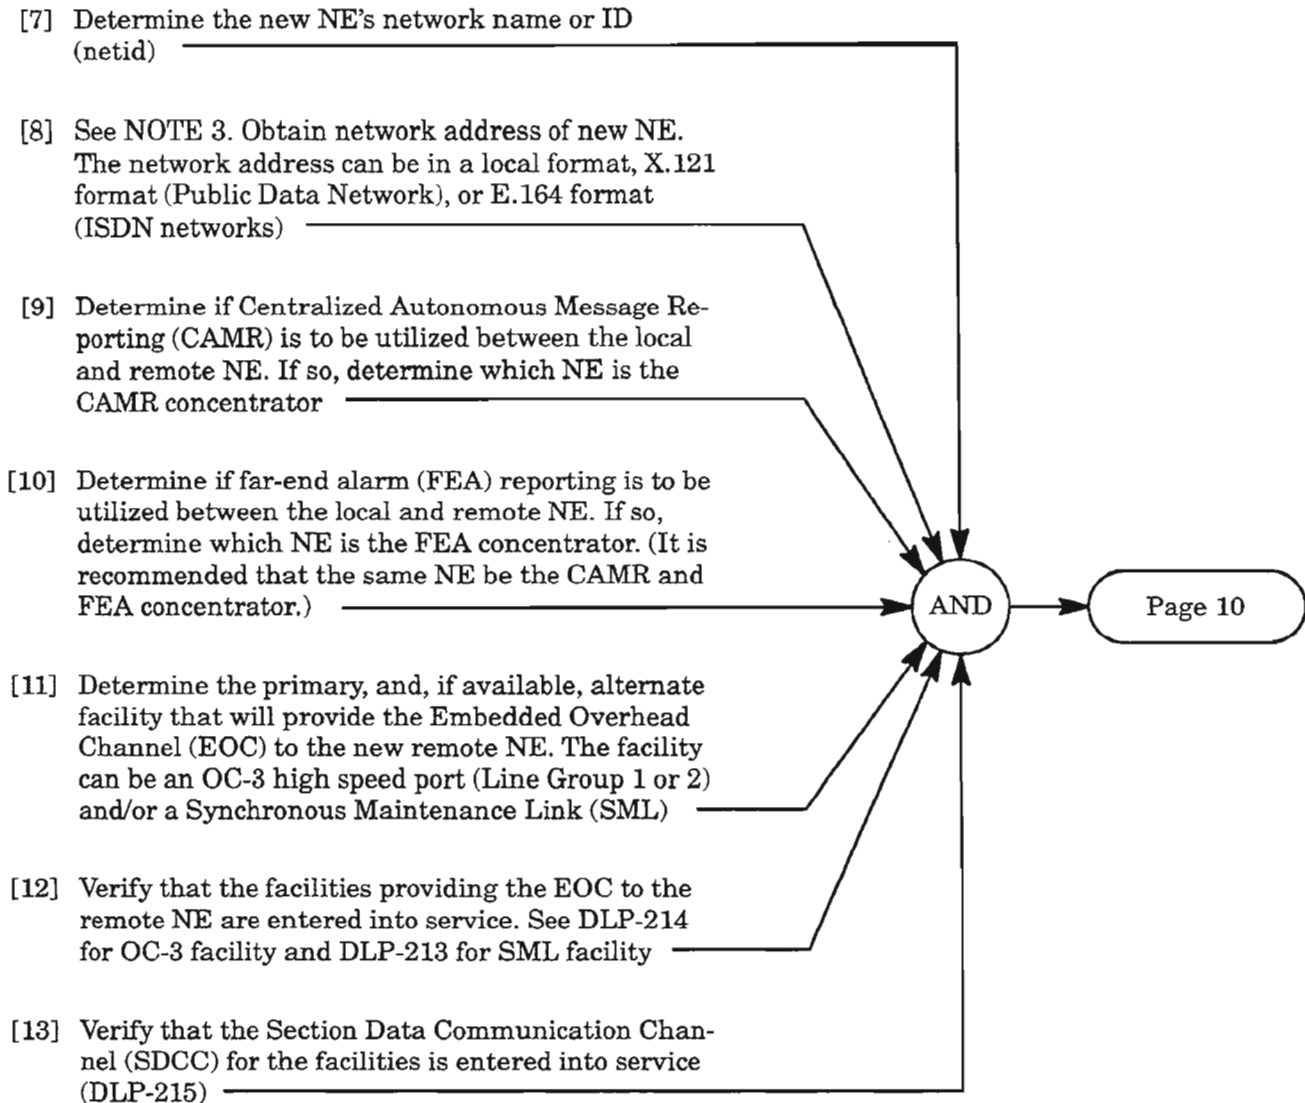 [7] Determine the new NE's network name or ID
(netid)
[8] See NOTE 3. Obtain network address of new NE.
The network address can be in a local format, X.121
format (Public Data Network), or E.164 format
(ISDN networks)
[9] Determine if Centralized Autonomous Message Re-
porting (CAMR) is to be utilized between the local
and remote NE. If so, determine which NE is the
CAMR concentrator
[10] Determine if far-end alarm (FEA) reporting is to be
utilized between the local and remote NE. If so,
determine which NE is the FEA concentrator. (It is
recommended that the same NE be the CAMR and
FEA concentrator.)
AND
Page 10
[11] Determine the primary, and, if available, alternate
facility that will provide the Embedded Overhead
Channel (EOC) to the new remote NE. The facility
can be an OC-3 high speed port (Line Group 1 or 2)
and/or a Synchronous Maintenance Link (SML)
[12] Verify that the facilities providing the EOC to the
remote NE are entered into service. See DLP-214
for OC-3 facility and DLP-213 for SML facility
[13] Verify that the Section Data Communication Chan-
nel (SDCC) for the facilities is entered into service
(DLP-215)